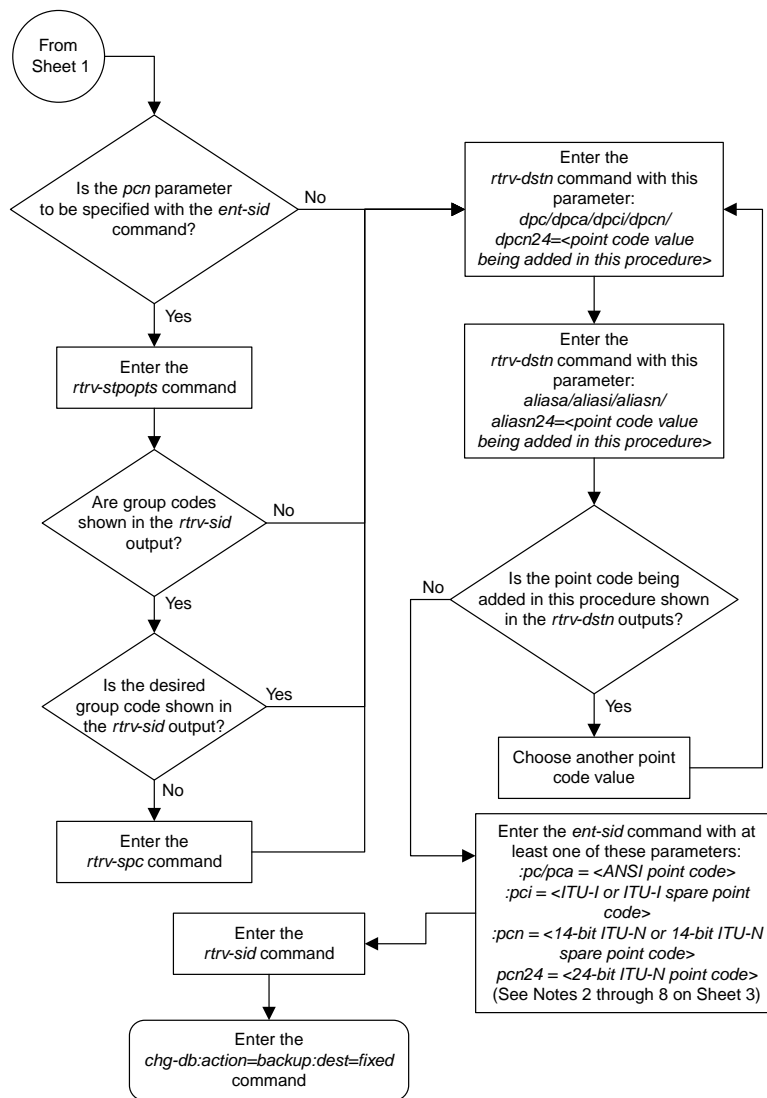 From
Sheet 1
Is the pcn parameter
to be specified with the ent-sid
command?
No
Yes
Enter the
rtrv-stpopts command
Are group codes
shown in the rtrv-sid
output?
No
Yes
Is the desired
group code shown in
the rtrv-sid output?
Yes
No
Enter the
rtrv-spc command
Enter the
rtrv-dstn command with this
parameter:
dpc/dpca/dpci/dpcn/
dpcn24=<point code value
being added in this procedure>
Enter the
rtrv-dstn command with this
parameter:
aliasa/aliasi/aliasn/
aliasn24=<point code value
being added in this procedure>
Is the point code being
added in this procedure shown
in the rtrv-dstn outputs?
No
Yes
Choose another point
code value
Enter the ent-sid command with at
least one of these parameters:
:pc/pca = <ANSI point code>
:pci = <ITU-I or ITU-I spare point
code>
:pcn = <14-bit ITU-N or 14-bit ITU-N
spare point code>
pcn24 = <24-bit ITU-N point code>
(See Notes 2 through 8 on Sheet 3)
Enter the
rtrv-sid command
Enter the
chg-db:action=backup:dest=fixed
command